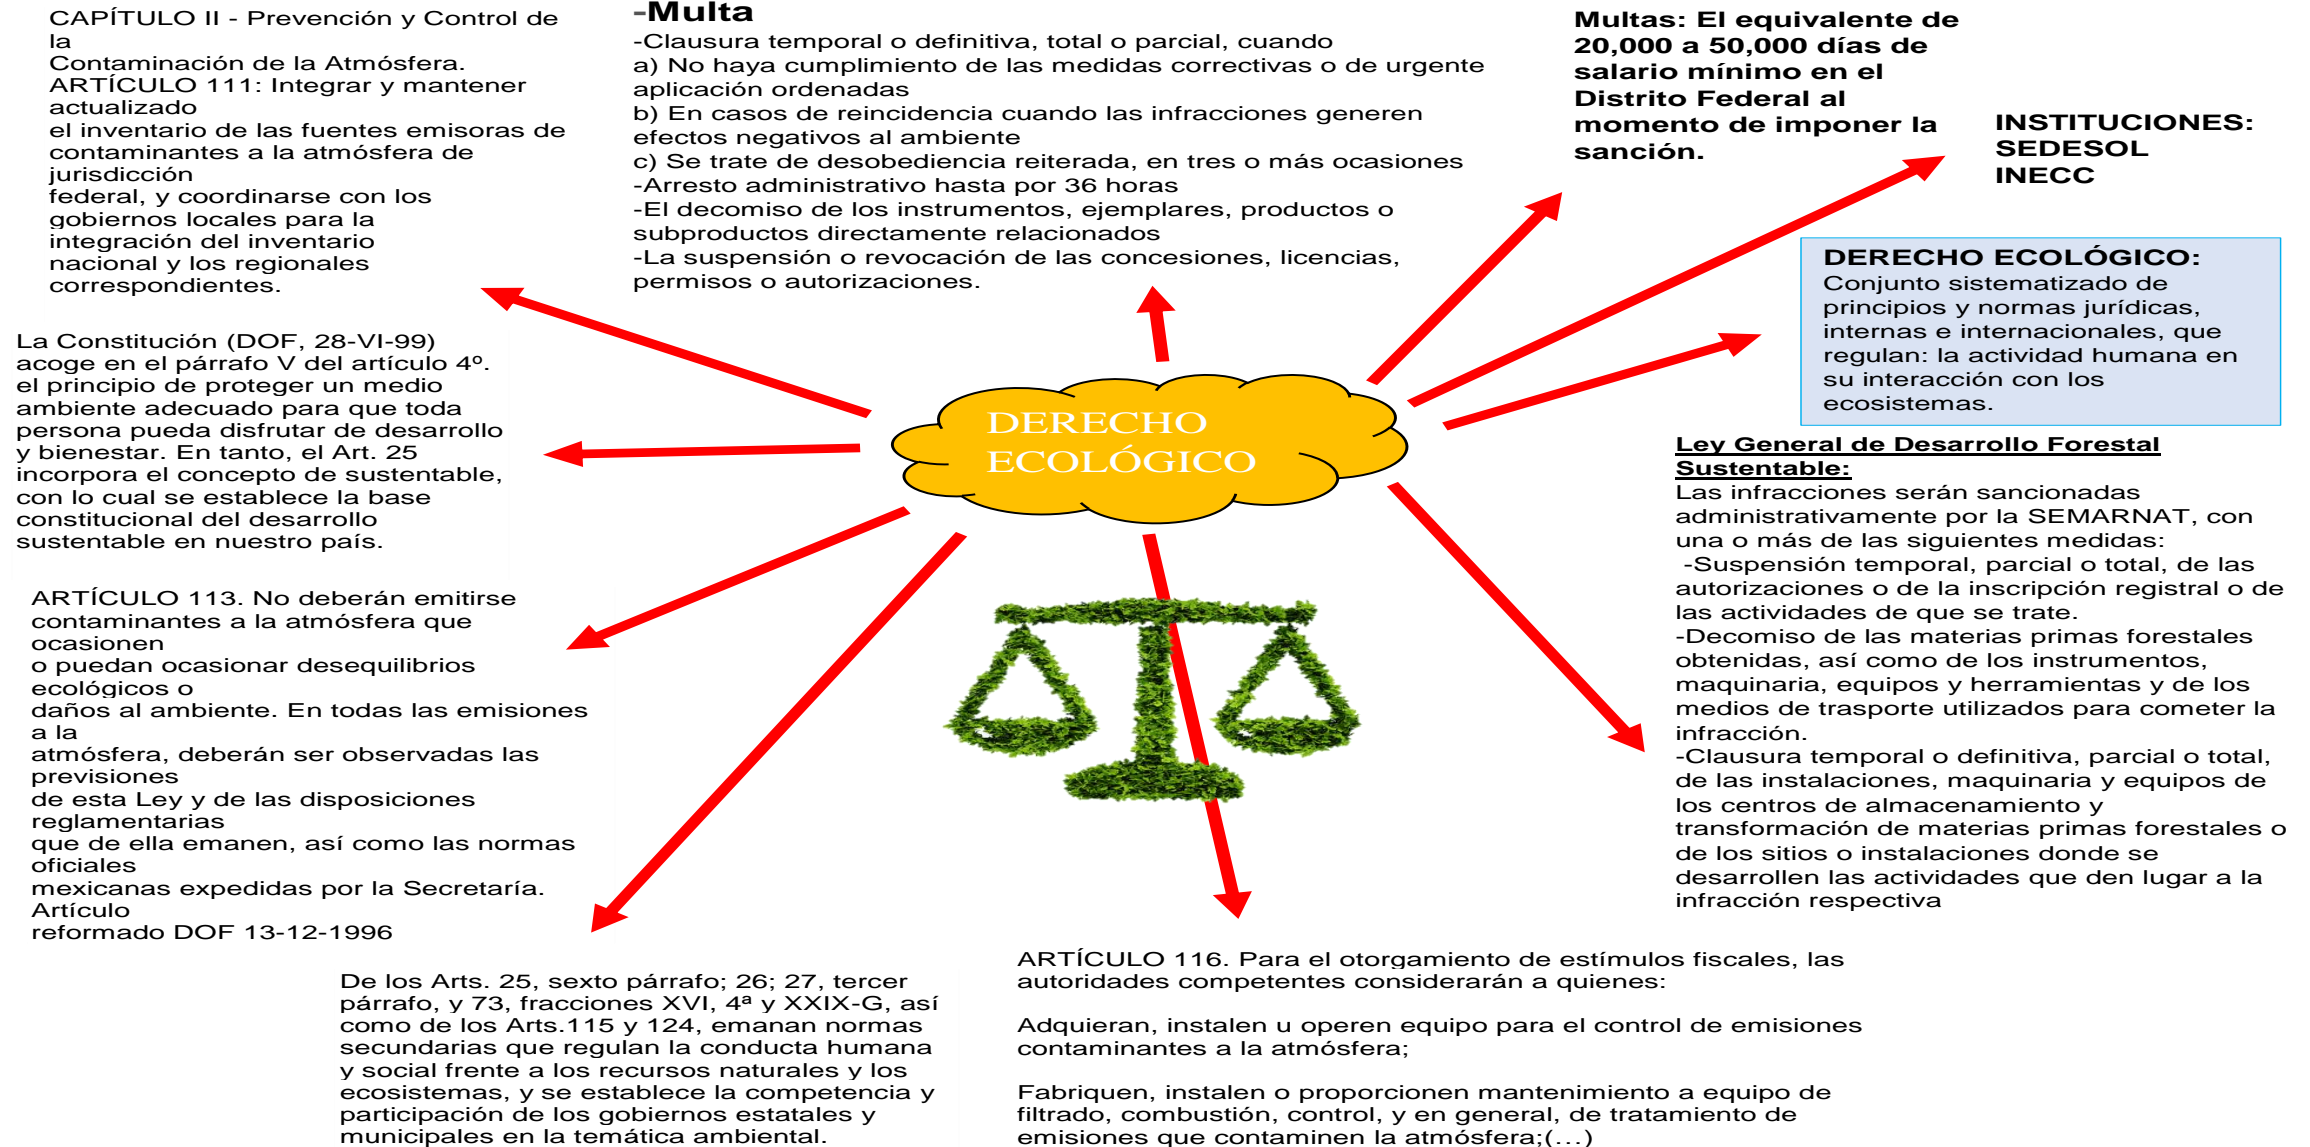 CAPÍTULO II - Prevención y Control de
la
Contaminación de la Atmósfera.
ARTÍCULO 111: Integrar y mantener
actualizado
el inventario de las fuentes emisoras de
contaminantes a la atmósfera de
jurisdicción
federal, y coordinarse con los
gobiernos locales para la
integración del inventario
nacional y los regionales
correspondientes.
-Multa
-Clausura temporal o definitiva, total o parcial, cuando
a) No haya cumplimiento de las medidas correctivas o de urgente
aplicación ordenadas
b) En casos de reincidencia cuando las infracciones generen
efectos negativos al ambiente
c) Se trate de desobediencia reiterada, en tres o más ocasiones
-Arresto administrativo hasta por 36 horas
-El decomiso de los instrumentos, ejemplares, productos o
subproductos directamente relacionados
-La suspensión o revocación de las concesiones, licencias,
permisos o autorizaciones.
Multas: El equivalente de
20,000 a 50,000 días de
salario mínimo en el
Distrito Federal al
momento de imponer la
sanción.
INSTITUCIONES:
SEDESOL
INECC
DERECHO ECOLÓGICO:
Conjunto sistematizado de
principios y normas jurídicas,
internas e internacionales, que
regulan: la actividad humana en
su interacción con los
ecosistemas.
La Constitución (DOF, 28-VI-99)
acoge en el párrafo V del artículo 4º.
el principio de proteger un medio
ambiente adecuado para que toda
persona pueda disfrutar de desarrollo
y bienestar. En tanto, el Art. 25
incorpora el concepto de sustentable,
con lo cual se establece la base
constitucional del desarrollo
sustentable en nuestro país.
DERECHO
ECOLÓGICO
Ley General de Desarrollo Forestal
Sustentable:
Las infracciones serán sancionadas
administrativamente por la SEMARNAT, con
una o más de las siguientes medidas:
-Suspensión temporal, parcial o total, de las
autorizaciones o de la inscripción registral o de
las actividades de que se trate.
-Decomiso de las materias primas forestales
obtenidas, así como de los instrumentos,
maquinaria, equipos y herramientas y de los
medios de trasporte utilizados para cometer la
infracción.
-Clausura temporal o definitiva, parcial o total,
de las instalaciones, maquinaria y equipos de
los centros de almacenamiento y
transformación de materias primas forestales o
de los sitios o instalaciones donde se
desarrollen las actividades que den lugar a la
infracción respectiva
ARTÍCULO 113. No deberán emitirse
contaminantes a la atmósfera que
ocasionen
o puedan ocasionar desequilibrios
ecológicos o
daños al ambiente. En todas las emisiones
a la
atmósfera, deberán ser observadas las
previsiones
de esta Ley y de las disposiciones
reglamentarias
que de ella emanen, así como las normas
oficiales
mexicanas expedidas por la Secretaría.
Artículo
reformado DOF 13-12-1996
De los Arts. 25, sexto párrafo; 26; 27, tercer
párrafo, y 73, fracciones XVI, 4ª y XXIX-G, así
como de los Arts.115 y 124, emanan normas
secundarias que regulan la conducta humana
y social frente a los recursos naturales y los
ecosistemas, y se establece la competencia y
participación de los gobiernos estatales y
municipales en la temática ambiental.
ARTÍCULO 116. Para el otorgamiento de estímulos fiscales, las
autoridades competentes considerarán a quienes:
Adquieran, instalen u operen equipo para el control de emisiones
contaminantes a la atmósfera;
Fabriquen, instalen o proporcionen mantenimiento a equipo de
filtrado, combustión, control, y en general, de tratamiento de
emisiones que contaminen la atmósfera;(...)